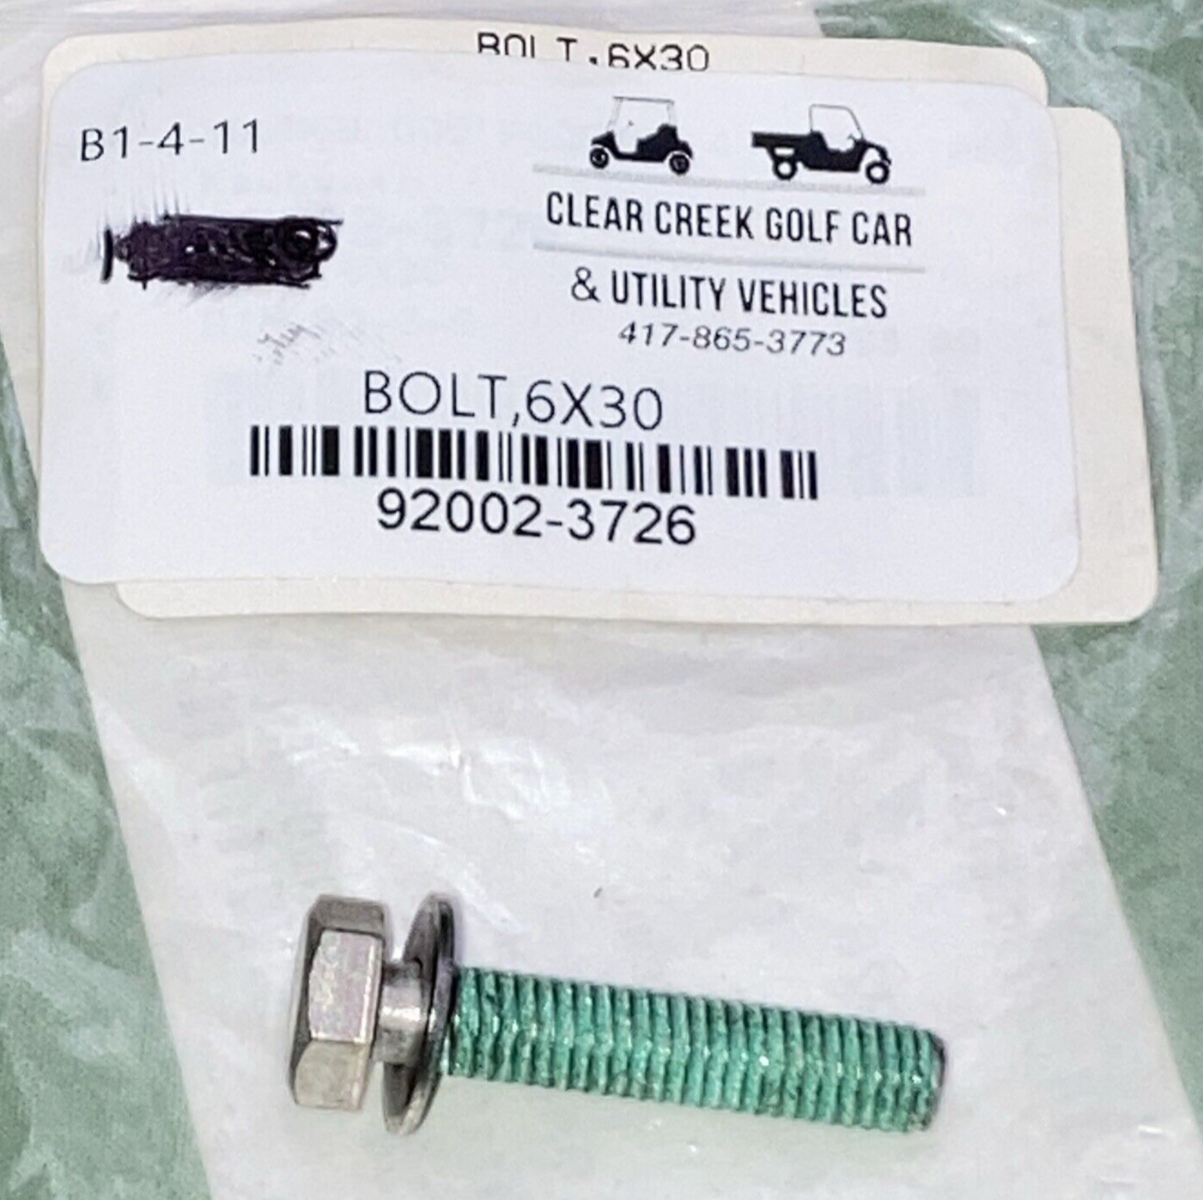 BOLT,6X30
B1-4-11
CLEAR CREEK GOLF CAR
& UTILITY VEHICLES
417-865-3773
BOLT,6X30
92002-3726